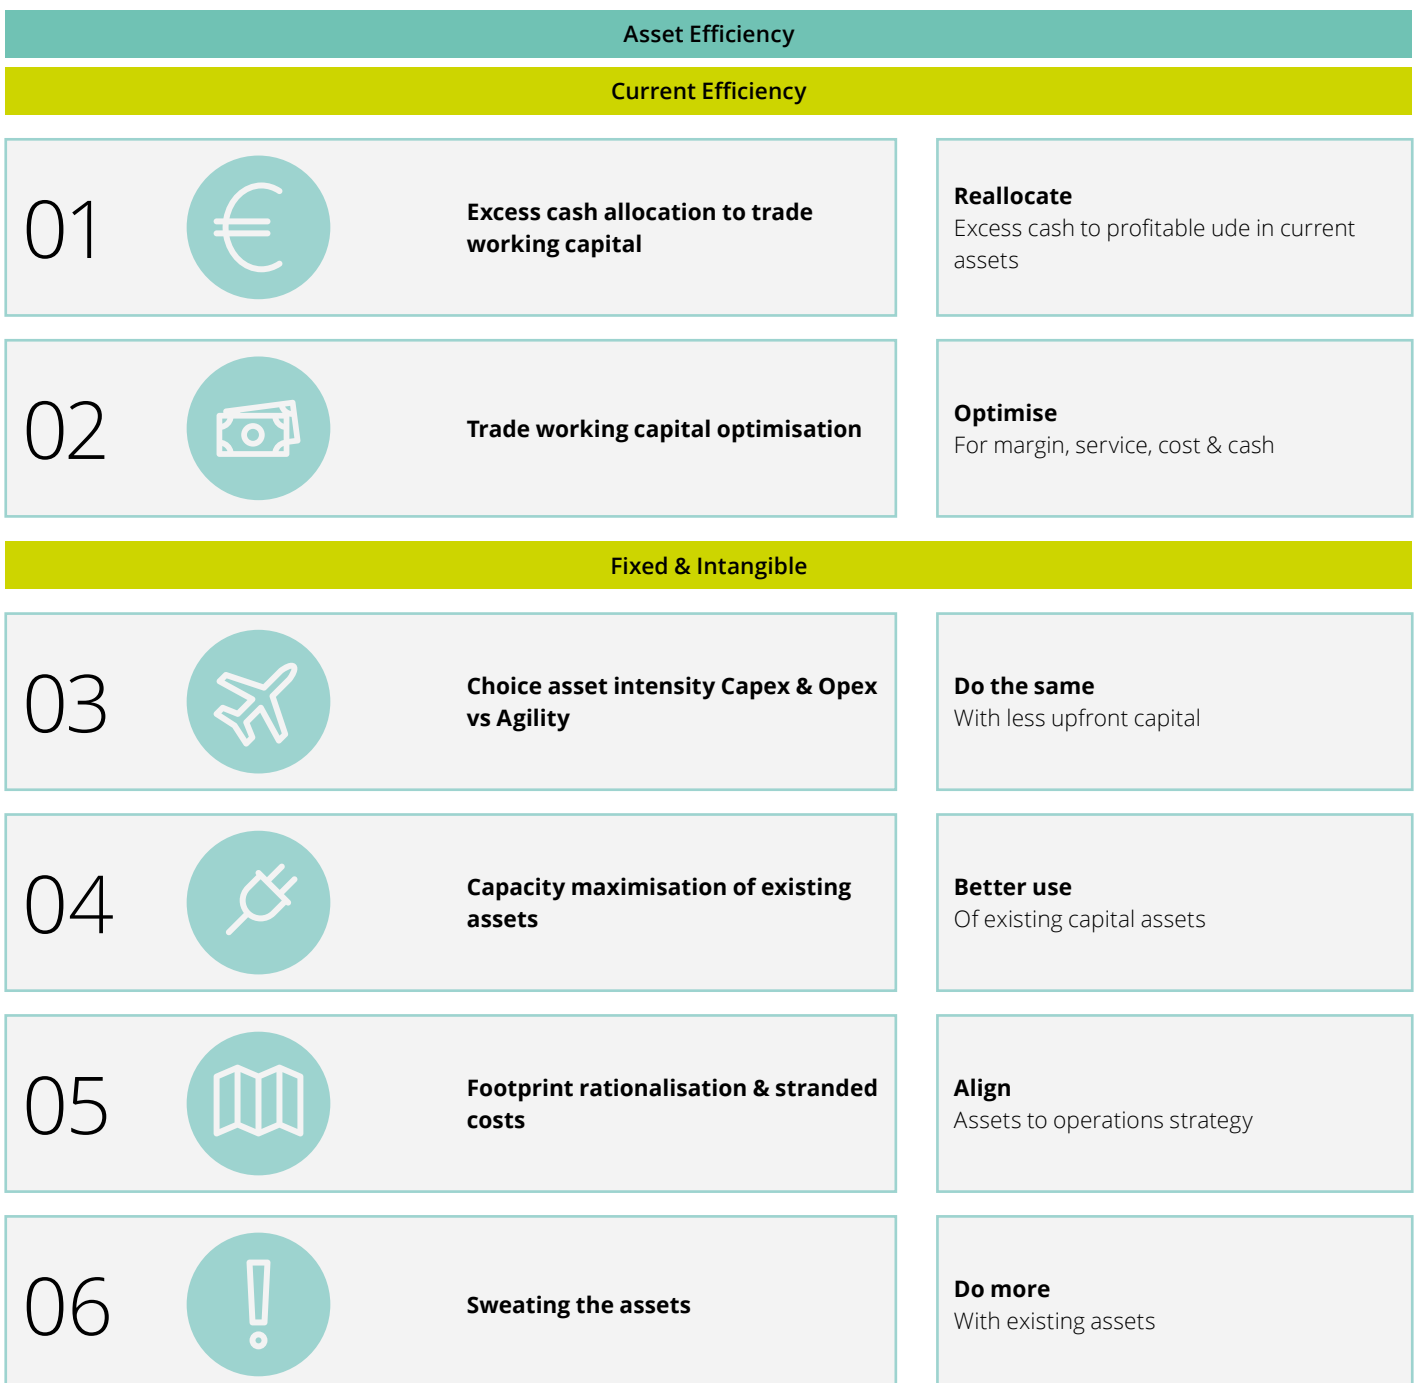 Asset Efficiency
Current Efficiency
01
Excess cash allocation to trade
working capital
Reallocate
Excess cash to profitable ude in current
assets
02
Trade working capital optimisation
Optimise
For margin, service, cost & cash
Fixed & Intangible
03
Choice asset intensity Capex & Opex
vs Agility
Do the same
With less upfront capital
04
Capacity maximisation of existing
assets
Better use
Of existing capital assets
05
Footprint rationalisation & stranded
costs
Align
Assets to operations strategy
06
Sweating the assets
Do more
With existing assets